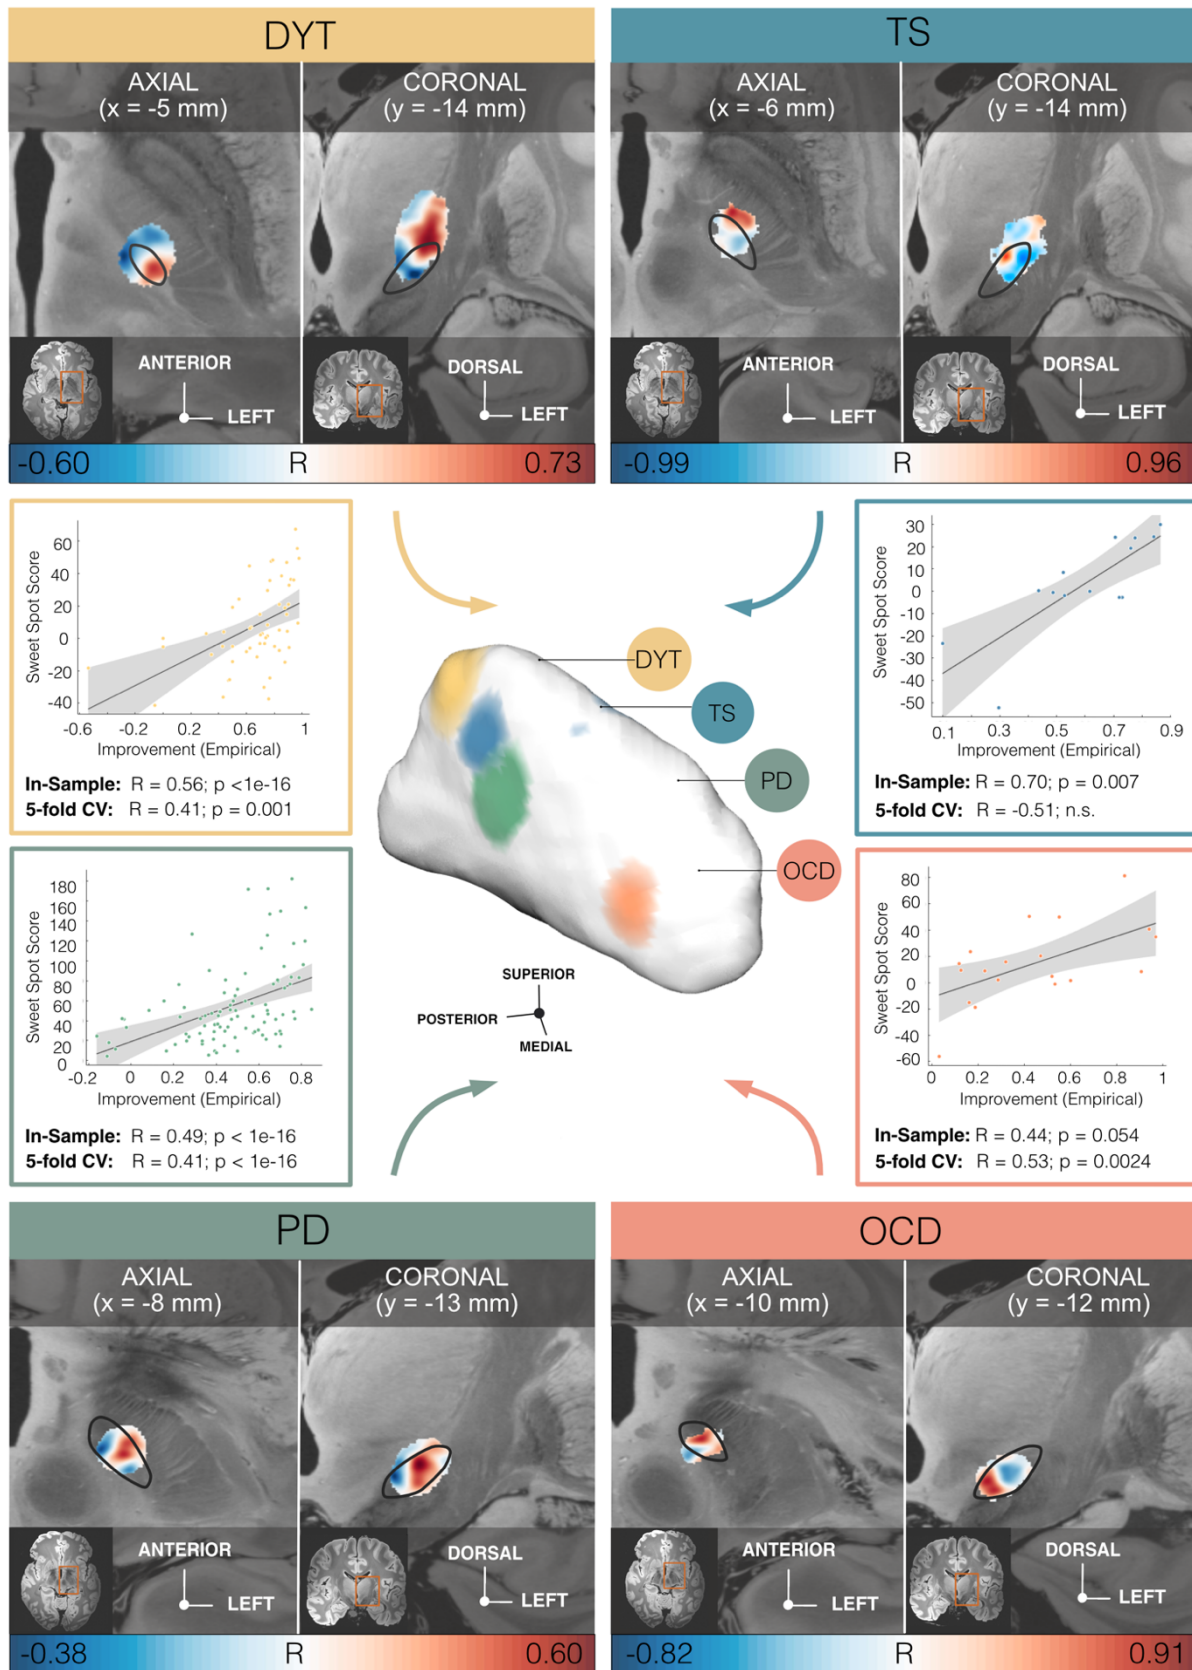 DYT
TS
AXIAL
(x = -5 mm)
CORONAL
(y = -14 mm)
AXIAL
(x = -6 mm)
CORONAL
(y = -14 mm)
ANTERIOR
LEFT
DORSAL
LEFT
ANTERIOR
LEFT
DORSAL
LEFT
-0.60 R 0.73
-0.99 R 0.96
Sweet Spot Score
60
40
20
0
-20
-40
-0.6 -0.2 0.2 0.6 1
Improvement (Empirical)
In-Sample: R = 0.56; p <1e-16
5-fold CV: R = 0.41; p = 0.001
Sweet Spot Score
30
20
10
0
-10
-20
-30
-40
-50
0.1 0.3 0.5 0.7 0.9
Improvement (Empirical)
In-Sample: R = 0.70; p = 0.007
5-fold CV: R = -0.51; n.s.
DYT
TS
PD
OCD
SUPERIOR
POSTERIOR
MEDIAL
Sweet Spot Score
180
160
140
120
100
80
60
40
20
0
-0.2 0 0.2 0.4 0.6 0.8
Improvement (Empirical)
In-Sample: R = 0.49; p < 1e-16
5-fold CV: R = 0.41; p < 1e-16
Sweet Spot Score
80
60
40
20
0
-20
-40
-60
0 0.2 0.4 0.6 0.8 1
Improvement (Empirical)
In-Sample: R = 0.44; p = 0.054
5-fold CV: R = 0.53; p = 0.0024
PD
OCD
AXIAL
(x = -8 mm)
CORONAL
(y = -13 mm)
AXIAL
(x = -10 mm)
CORONAL
(y = -12 mm)
ANTERIOR
LEFT
DORSAL
LEFT
ANTERIOR
LEFT
DORSAL
LEFT
-0.38 R 0.60
-0.82 R 0.91